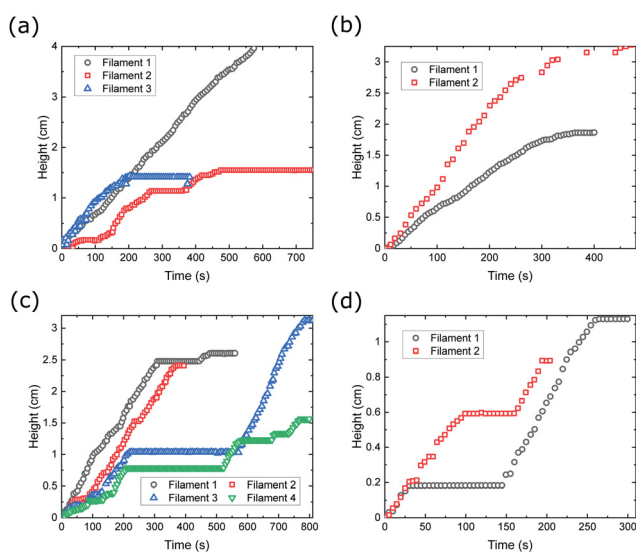 (a)
4
3
2
1
0
Height (cm)
Filament 1
Filament 2
Filament 3
0 100 200 300 400 500 600 700
Time (s)
(b)
3
2.5
2
1.5
1
0.5
0
Height (cm)
Filament 1
Filament 2
0 100 200 300 400
Time (s)
(c)
3
2.5
2
1.5
1
0.5
0
Height (cm)
Filament 1 Filament 2
Filament 3 Filament 4
0 100 200 300 400 500 600 700 800
Time (s)
(d)
1
0.8
0.6
0.4
0.2
0
Height (cm)
Filament 1
Filament 2
0 50 100 150 200 250 300
Time (s)